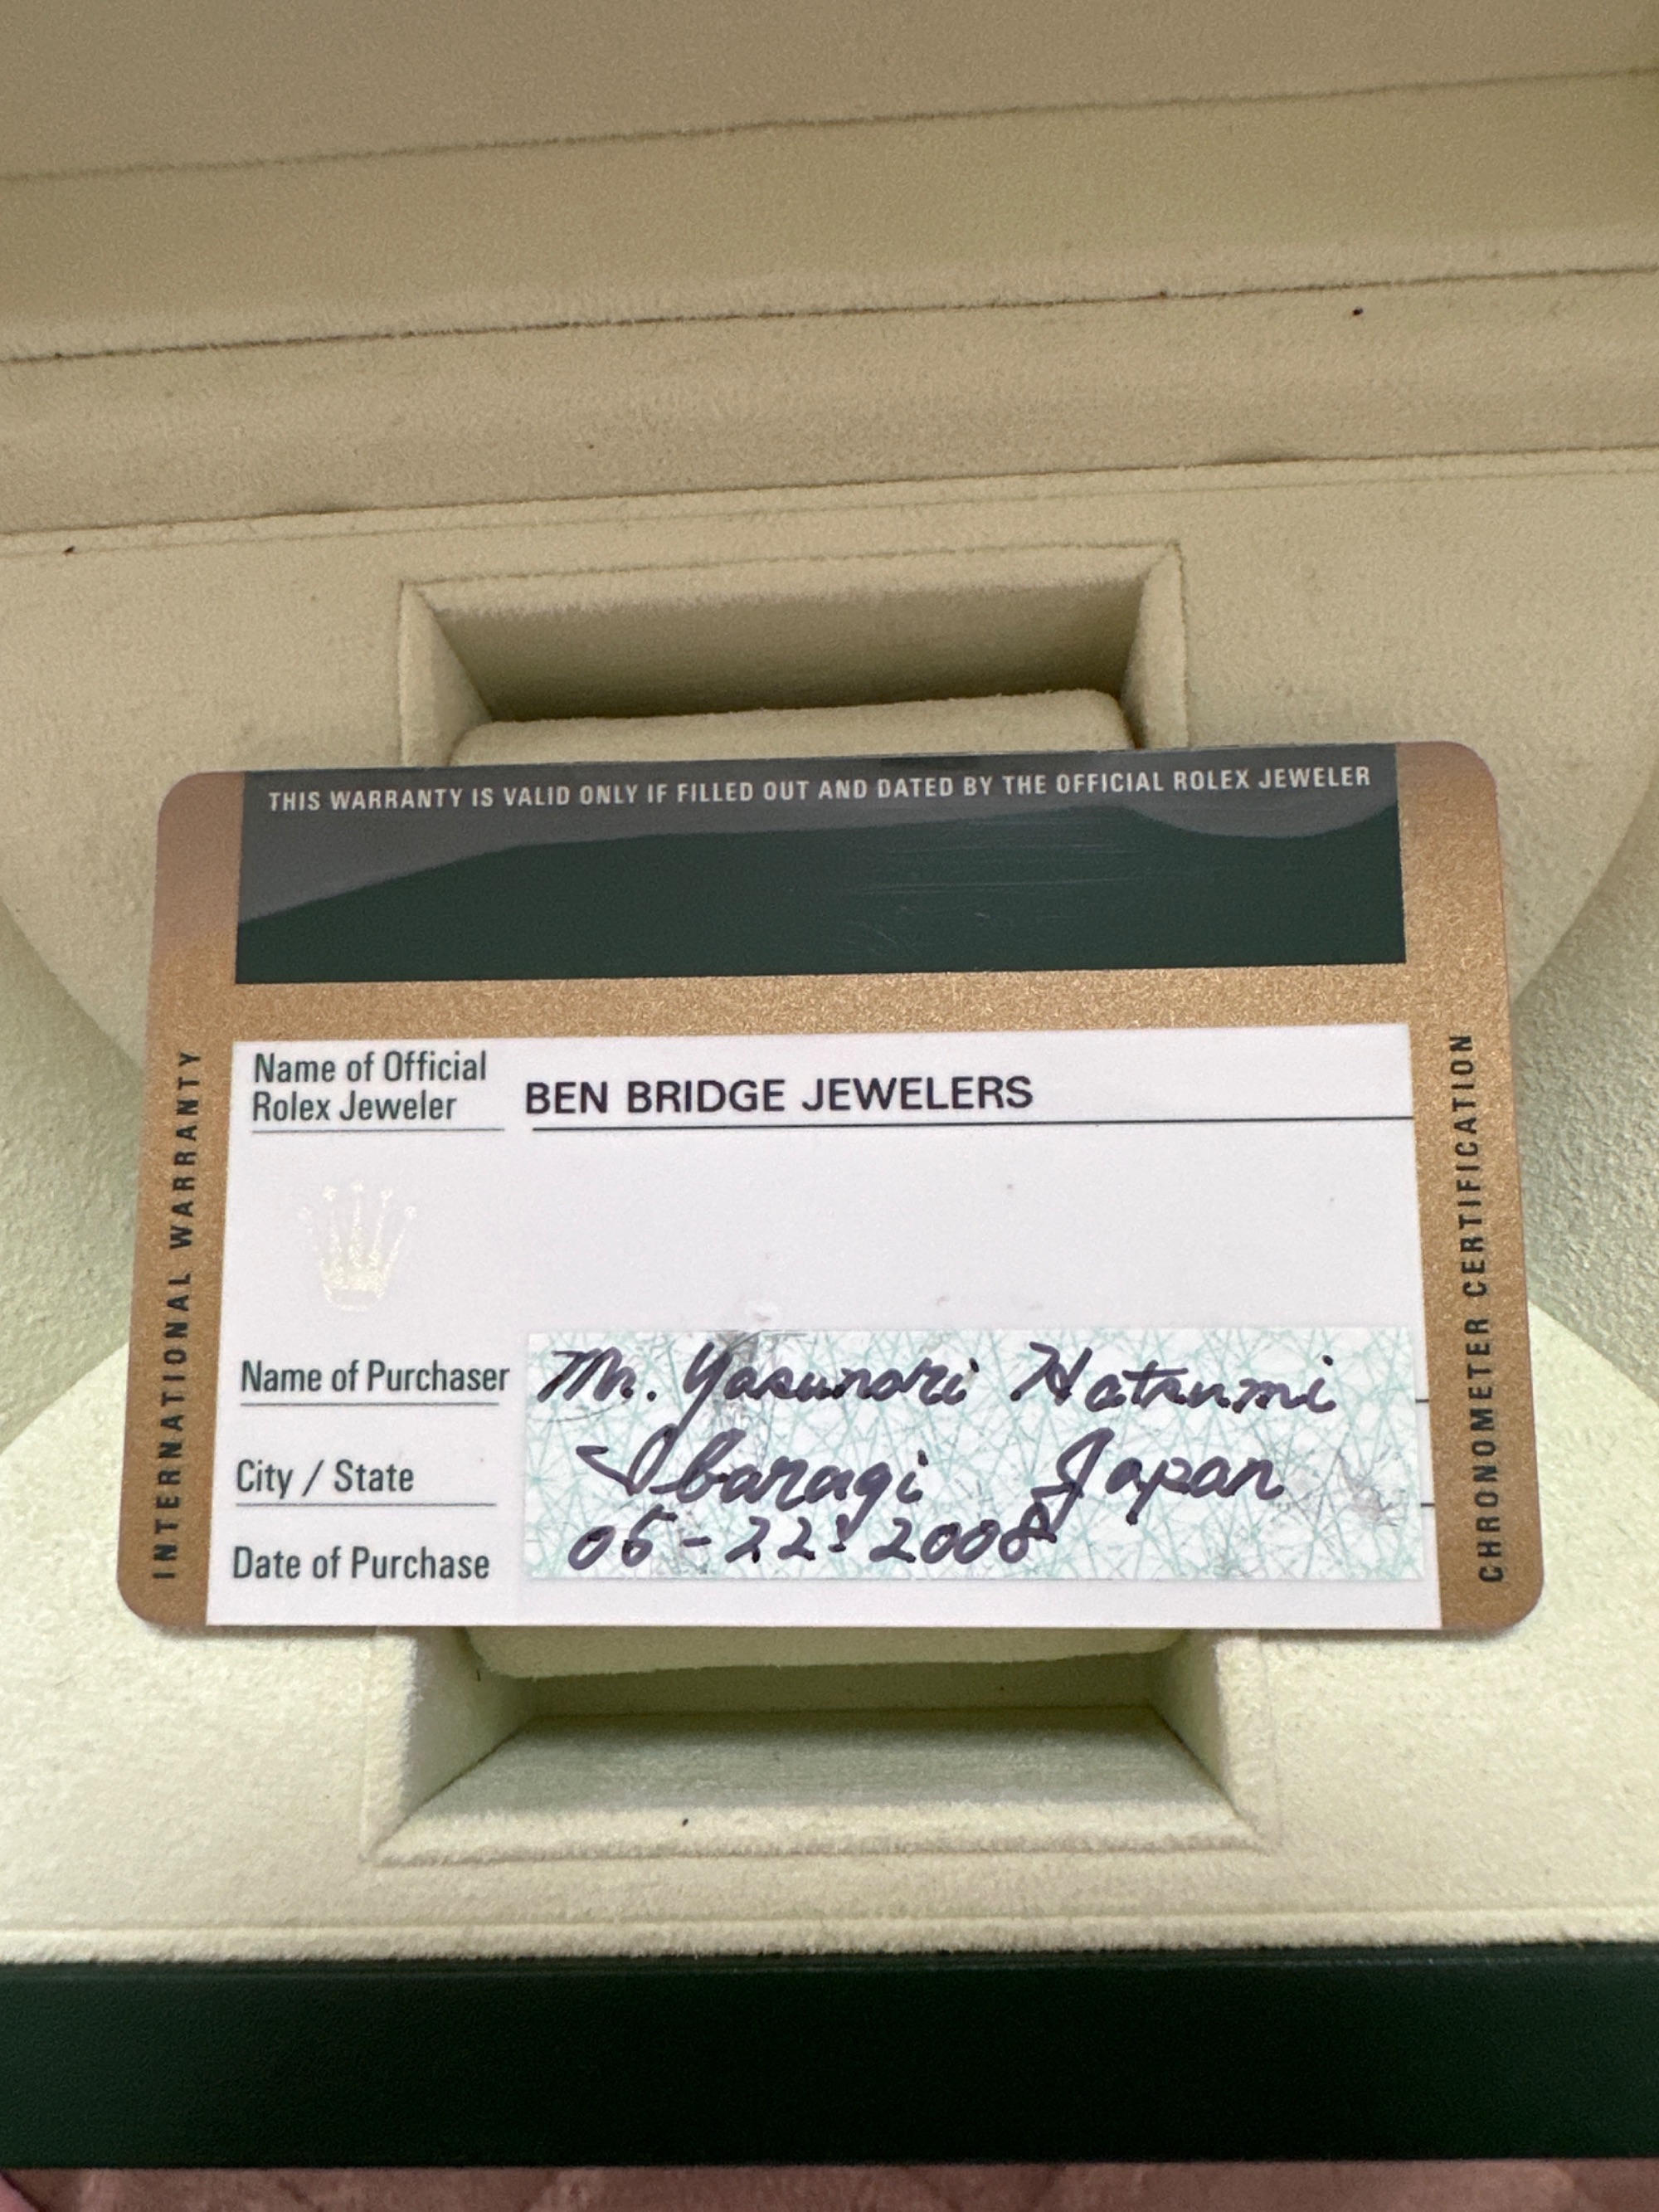 THIS WARRANTY IS VALID ONLY IF FILLED OUT AND DATED BY THE OFFICIAL ROLEX JEWELER
INTERNATIONAL WARRANTY
Name of Official
Rolex Jeweler BEN BRIDGE JEWELERS
Name of Purchaser Mr. Yasunori Hatsumi
City / State Ibaragi Japan
Date of Purchase 05-22-2008
CHRONOMETER CERTIFICATION